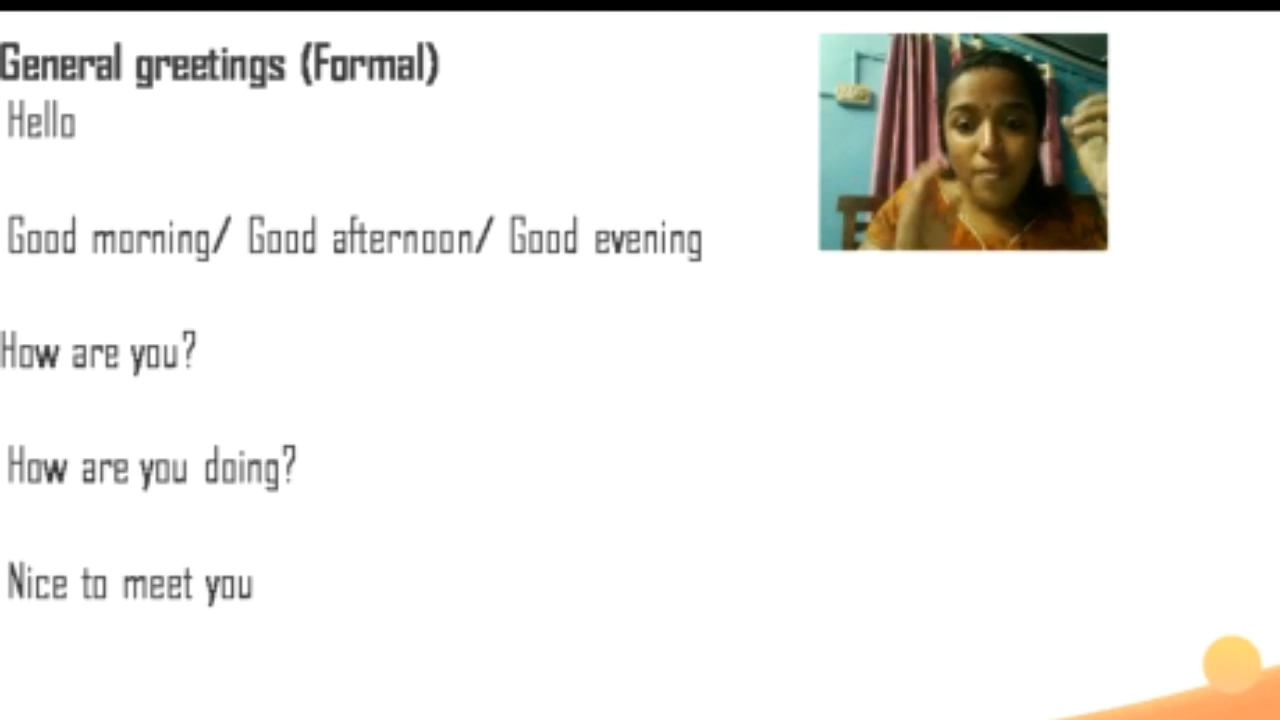 General greetings (Formal)
Hello
Good morning/ Good afternoon/ Good evening
How are you?
How are you doing?
Nice to meet you